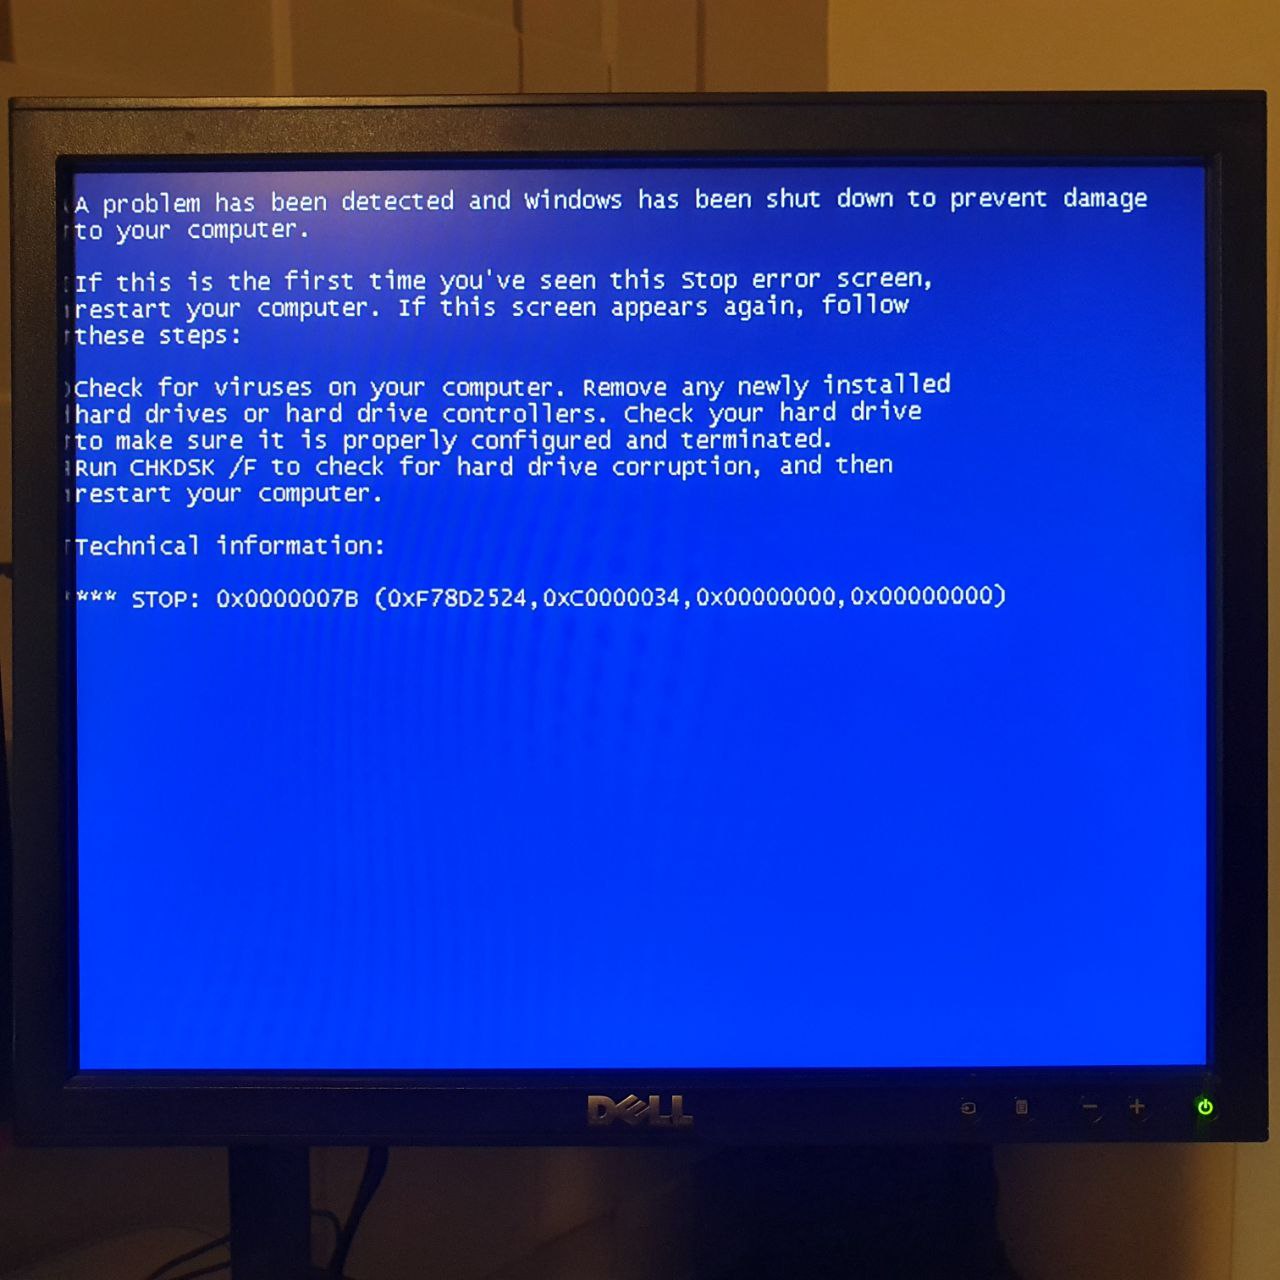 A problem has been detected and Windows has been shut down to prevent damage
to your computer.
If this is the first time you've seen this Stop error screen,
restart your computer. If this screen appears again, follow
these steps:
Check for viruses on your computer. Remove any newly installed
hard drives or hard drive controllers. Check your hard drive
to make sure it is properly configured and terminated.
Run CHKDSK /F to check for hard drive corruption, and then
restart your computer.
Technical information:
*** STOP: 0x0000007B (0xF78D2524,0xC0000034,0x00000000,0x00000000)
DELL